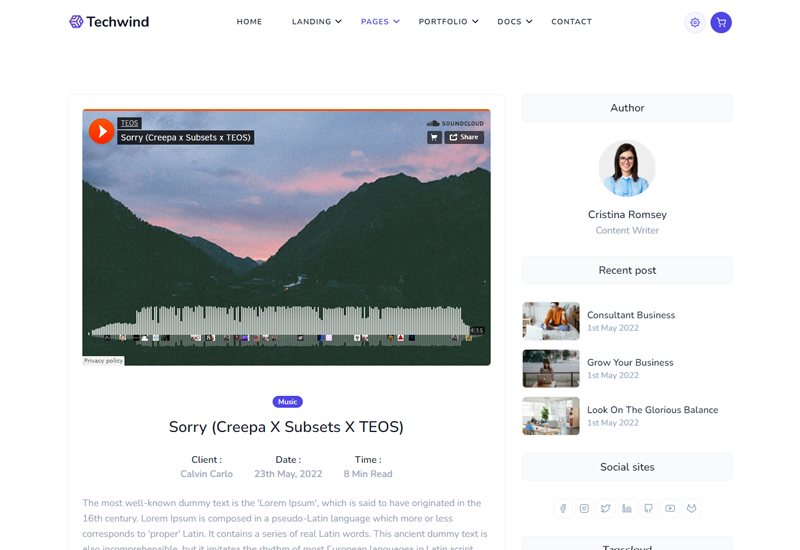 Techwind
HOME
LANDING
PAGES
PORTFOLIO
DOCS
CONTACT
TEOS
Sorry (Creepa x Subsets x TEOS)
SOUNDCLOUD
Share
4:15
Privacy policy
Music
Sorry (Creepa X Subsets X TEOS)
Client :
Calvin Carlo
Date :
23th May, 2022
Time :
8 Min Read
The most well-known dummy text is the 'Lorem Ipsum', which is said to have originated in the
16th century. Lorem Ipsum is composed in a pseudo-Latin language which more or less
corresponds to 'proper' Latin. It contains a series of real Latin words. This ancient dummy text is
also incomprehensible, but it imitates the rhythm of most European languages in Latin script.
Author
Cristina Romsey
Content Writer
Recent post
Consultant Business
1st May 2022
Grow Your Business
1st May 2022
Look On The Glorious Balance
1st May 2022
Social sites
Tagscloud